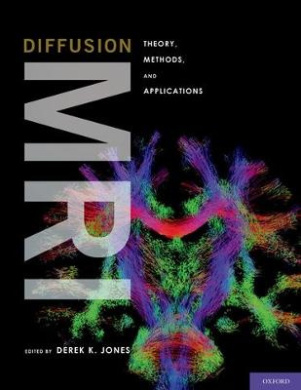 DIFFUSION
MRI
THEORY,
METHODS,
AND
APPLICATIONS
EDITED BY DEREK K. JONES
OXFORD